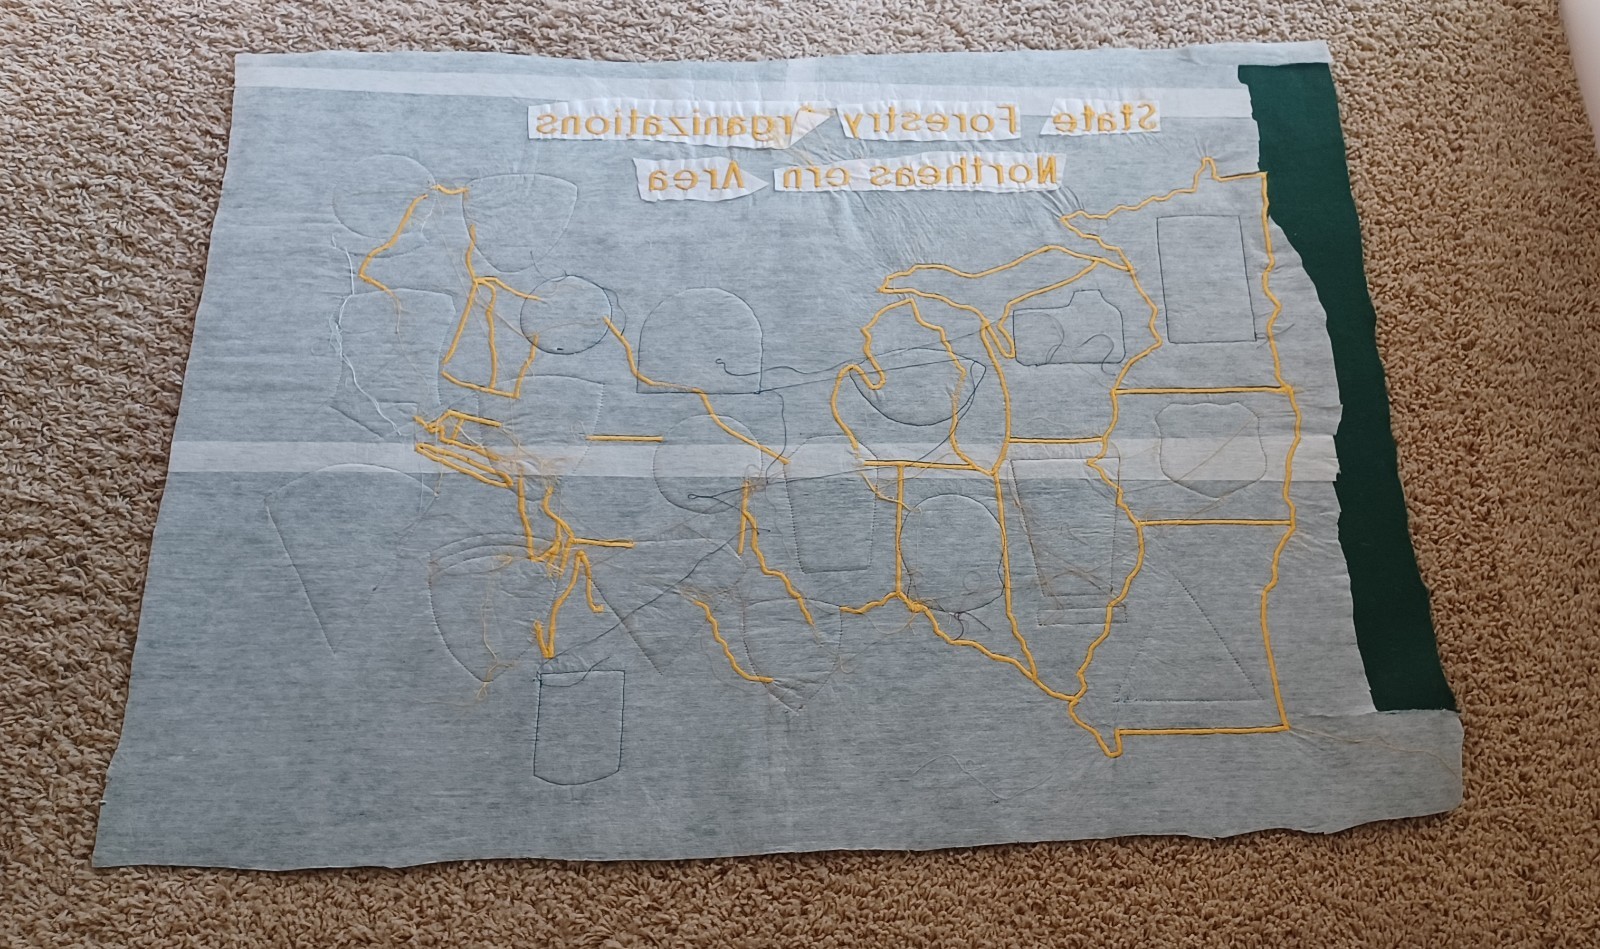 State Forestry Organizations
Northeastern Area